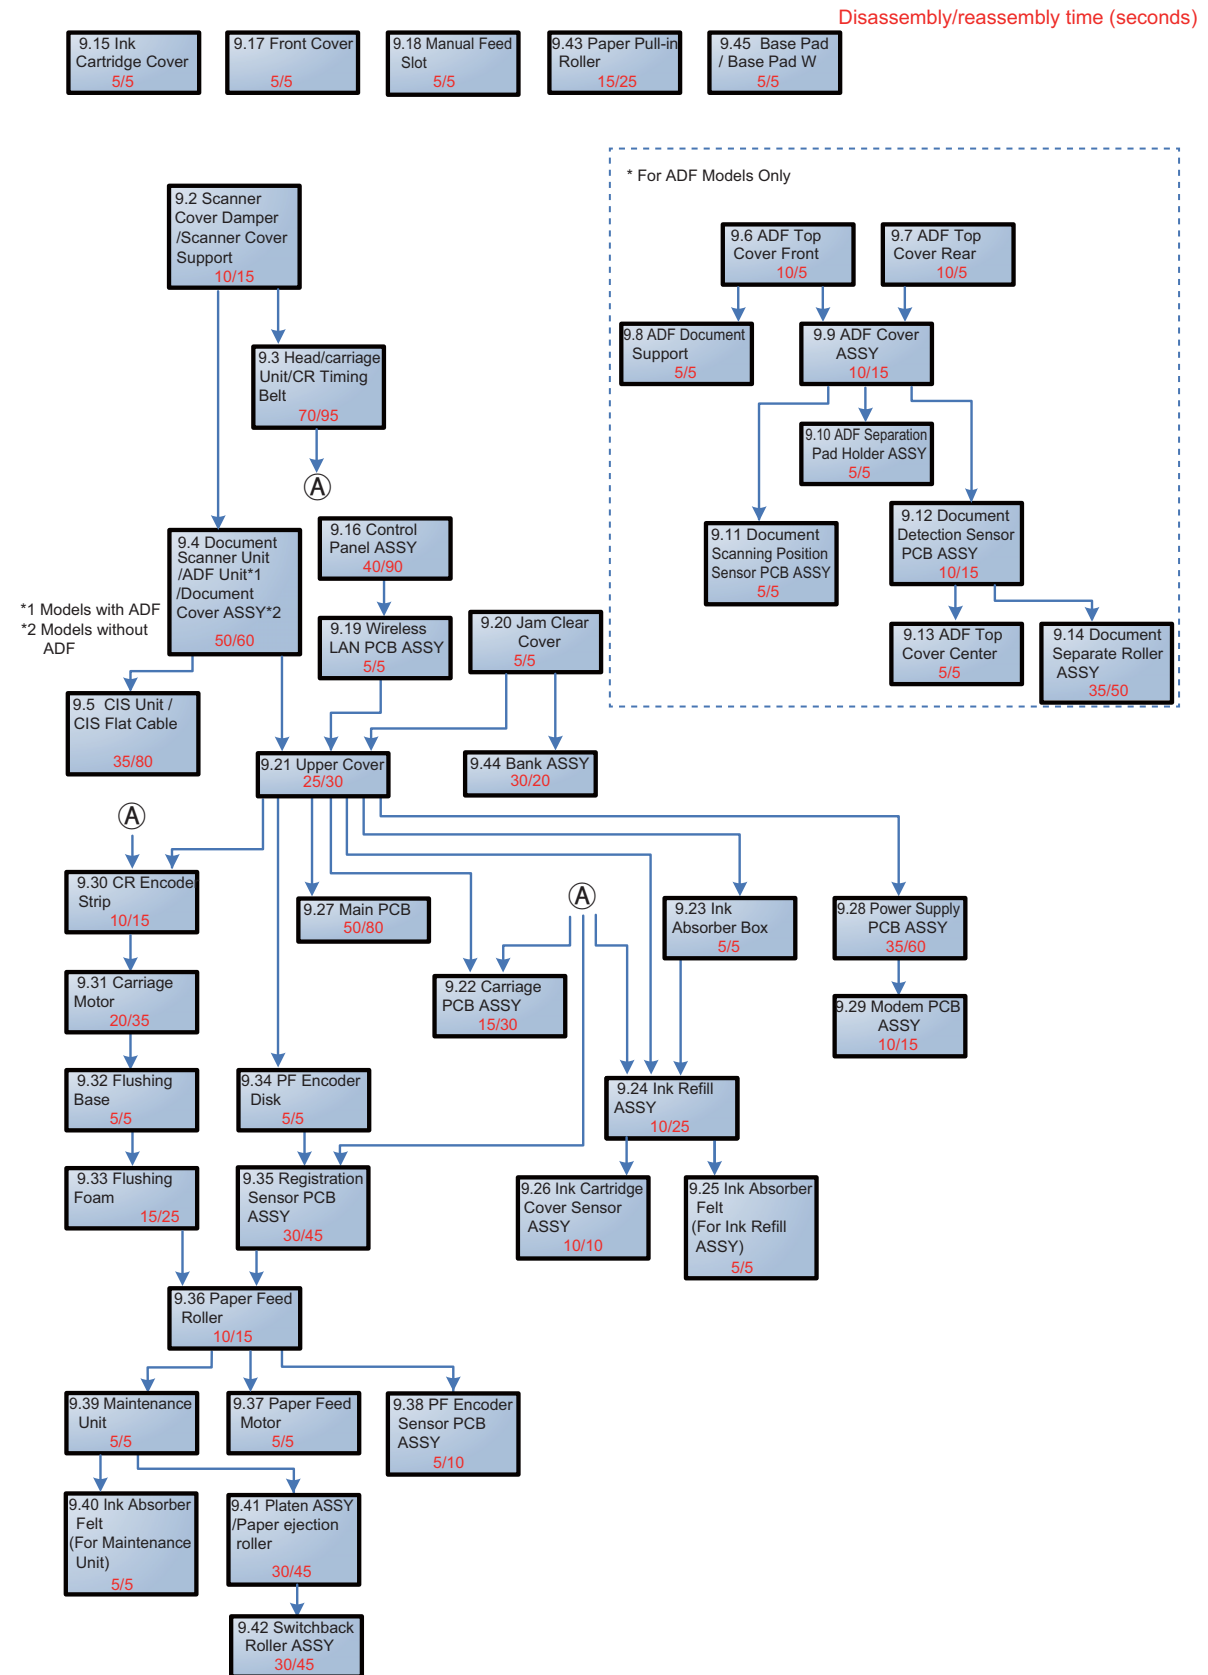 Disassembly/reassembly time (seconds)
9.15 Ink
Cartridge Cover
5/5
9.17 Front Cover
5/5
9.18 Manual Feed
Slot
5/5
9.43 Paper Pull-in
Roller
15/25
9.45 Base Pad
/ Base Pad W
5/5
* For ADF Models Only
9.2 Scanner
Cover Damper
/Scanner Cover
Support
10/15
9.6 ADF Top
Cover Front
10/5
9.7 ADF Top
Cover Rear
10/5
9.8 ADF Document
Support
5/5
9.9 ADF Cover
ASSY
10/15
9.3 Head/carriage
Unit/CR Timing
Belt
70/95
A
9.10 ADF Separation
Pad Holder ASSY
5/5
9.11 Document
Scanning Position
Sensor PCB ASSY
5/5
9.12 Document
Detection Sensor
PCB ASSY
10/15
9.13 ADF Top
Cover Center
5/5
9.14 Document
Separate Roller
ASSY
35/50
9.4 Document
Scanner Unit
/ADF Unit*1
/Document
Cover ASSY*2
50/60
*1 Models with ADF
*2 Models without
ADF
9.16 Control
Panel ASSY
40/90
9.19 Wireless
LAN PCB ASSY
5/5
9.20 Jam Clear
Cover
5/5
9.5 CIS Unit /
CIS Flat Cable
35/80
9.21 Upper Cover
25/30
9.44 Bank ASSY
30/20
A
9.30 CR Encoder
Strip
10/15
9.27 Main PCB
50/80
A
9.23 Ink
Absorber Box
5/5
9.28 Power Supply
PCB ASSY
35/60
9.31 Carriage
Motor
20/35
9.22 Carriage
PCB ASSY
15/30
9.29 Modem PCB
ASSY
10/15
9.32 Flushing
Base
5/5
9.34 PF Encoder
Disk
5/5
9.24 Ink Refill
ASSY
10/25
9.33 Flushing
Foam
15/25
9.35 Registration
Sensor PCB
ASSY
30/45
9.26 Ink Cartridge
Cover Sensor
ASSY
10/10
9.25 Ink Absorber
Felt
(For Ink Refill
ASSY)
5/5
9.36 Paper Feed
Roller
10/15
9.39 Maintenance
Unit
5/5
9.37 Paper Feed
Motor
5/5
9.38 PF Encoder
Sensor PCB
ASSY
5/10
9.40 Ink Absorber
Felt
(For Maintenance
Unit)
5/5
9.41 Platen ASSY
/Paper ejection
roller
30/45
9.42 Switchback
Roller ASSY
30/45